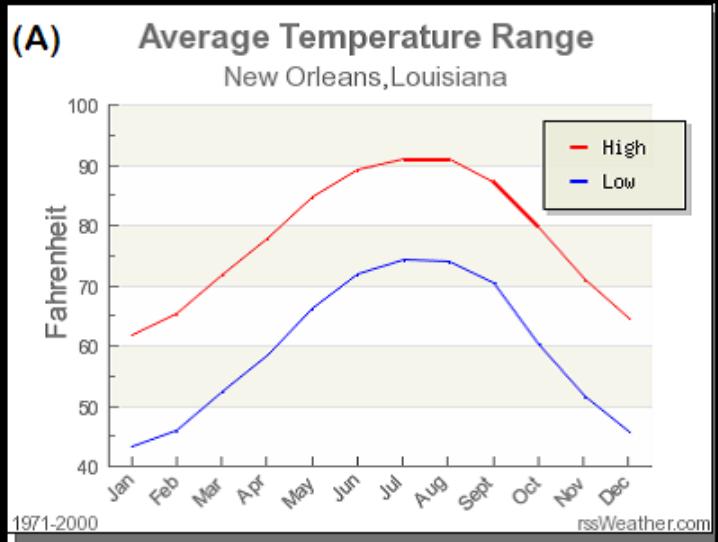 (A) Average Temperature Range
New Orleans,Louisiana
High
Low
Fahrenheit
100
90
80
70
60
50
40
Jan Feb Mar Apr May Jun Jul Aug Sept Oct Nov Dec
1971-2000 rssWeather.com